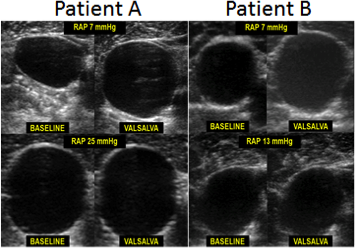 Patient A
Patient B
RAP 7 mmHg
RAP 7 mmHg
BASELINE
VALSALVA
BASELINE
VALSALVA
RAP 25 mmHg
RAP 13 mmHg
BASELINE
VALSALVA
BASELINE
VALSALVA